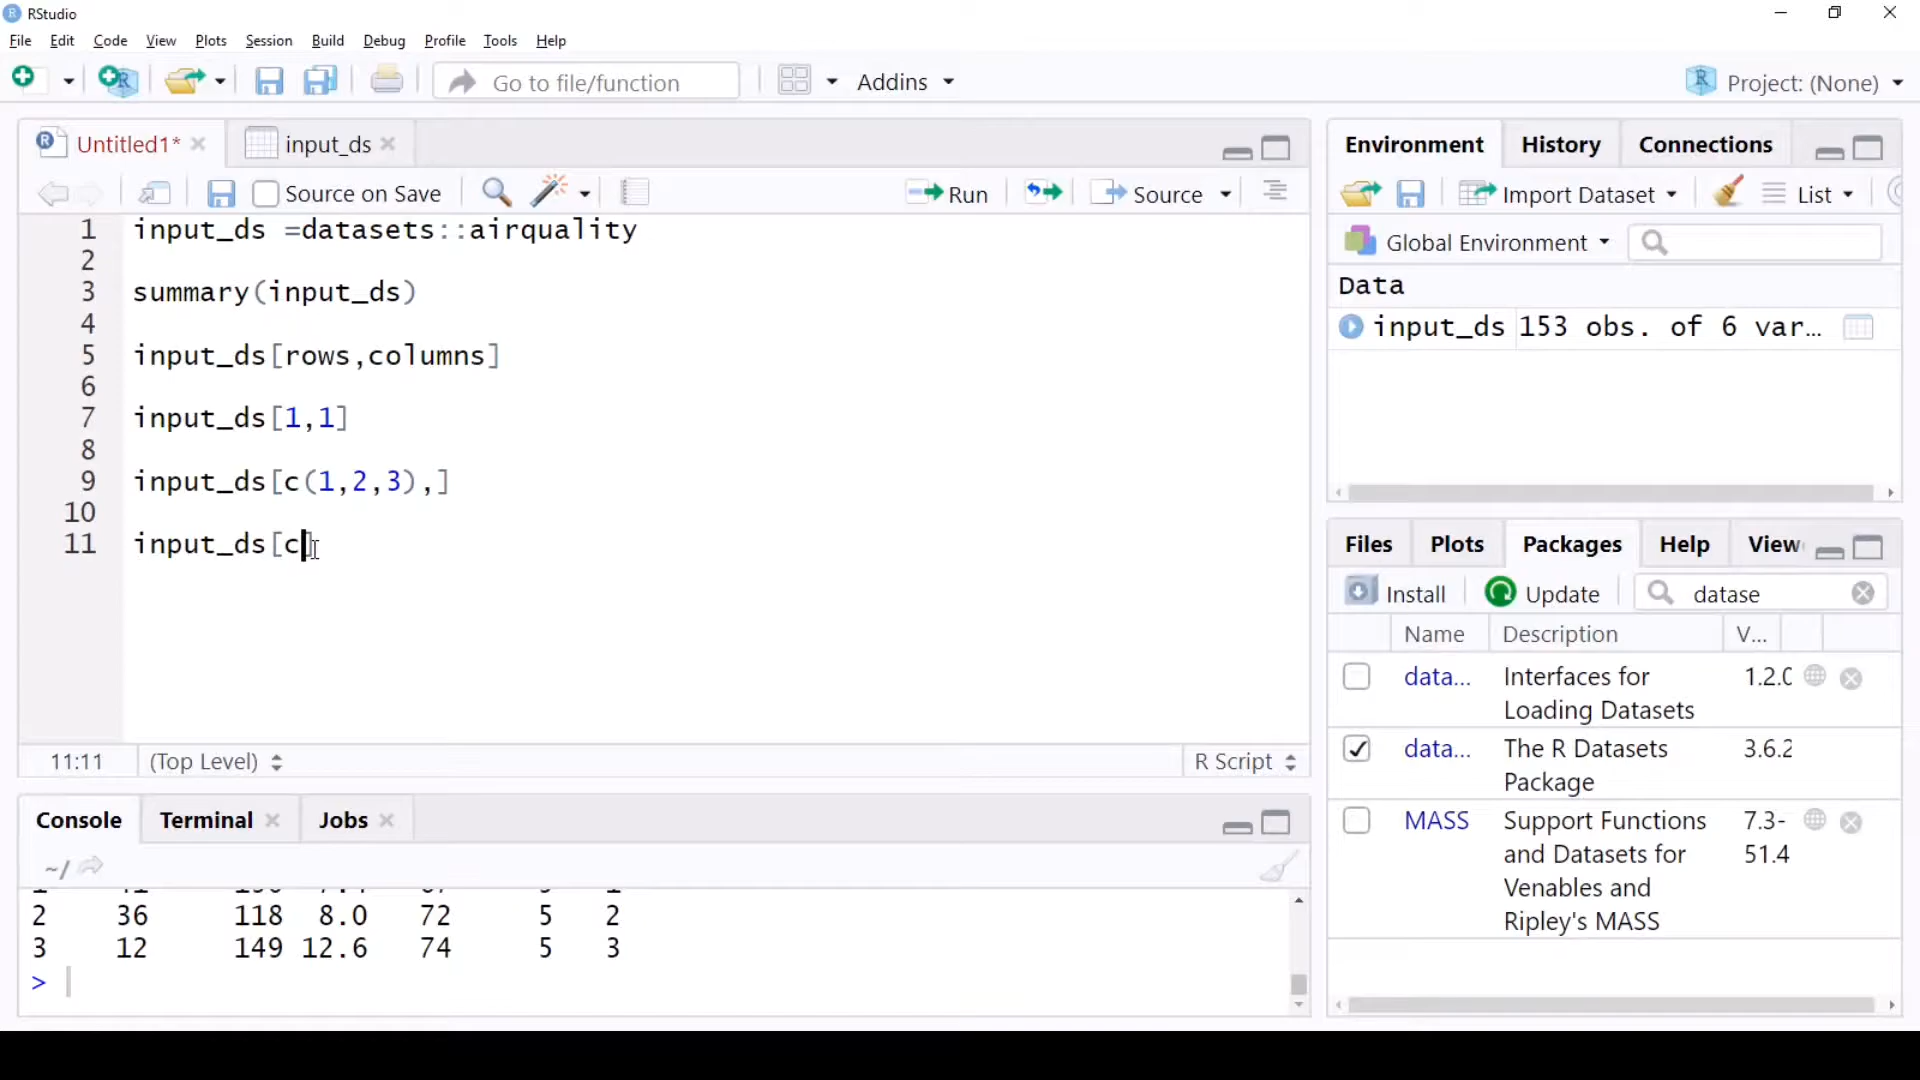 RStudio
File Edit Code View Plots Session Build Debug Profile Tools Help
Go to file/function Addins Project: (None)
Untitled1* input_ds
Source on Save Run Source
1 input_ds =datasets::airquality
2
3 summary(input_ds)
4
5 input_ds[rows,columns]
6
7 input_ds[1,1]
8
9 input_ds[c(1,2,3),]
10
11 input_ds[c]
11:11 (Top Level) R Script
Console Terminal Jobs
~/
2 36 118 8.0 72 5 2
3 12 149 12.6 74 5 3
>
Environment History Connections
Import Dataset List
Global Environment
Data
input_ds 153 obs. of 6 var...
Files Plots Packages Help View
Install Update datase
Name Description V...
data... Interfaces for 1.2.0
Loading Datasets
data... The R Datasets 3.6.2
Package
MASS Support Functions 7.3-
and Datasets for 51.4
Venables and
Ripley's MASS